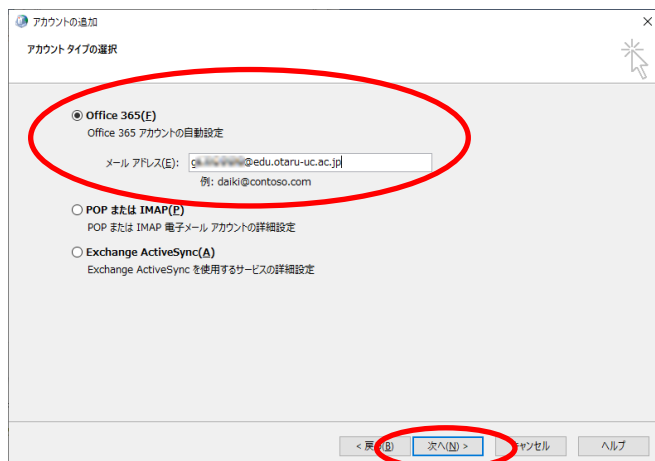 アカウントの追加
アカウント タイプの選択
Office 365(F)
Office 365 アカウントの自動設定
メール アドレス(E): @edu.otaru-uc.ac.jp
例: daiki@contoso.com
POP または IMAP(P)
POP または IMAP 電子メール アカウントの詳細設定
Exchange ActiveSync(A)
Exchange ActiveSync を使用するサービスの詳細設定
(B) 次へ(N) > ャンセル ヘルプ